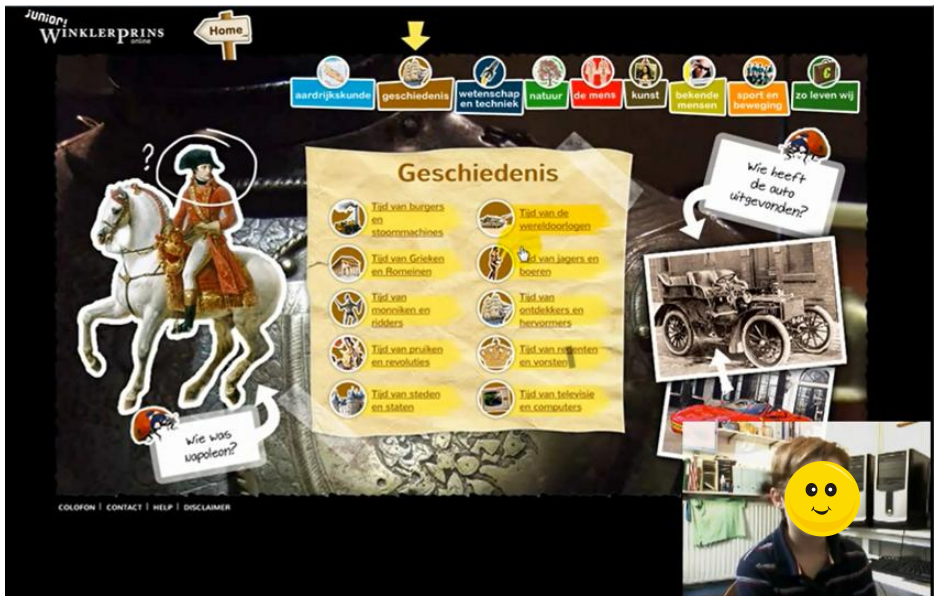 Junior!
WINKLERPRINS
online
Home
aardrijkskunde
geschiedenis
wetenschap
en techniek
natuur
de mens
kunst
bekende
mensen
sport en
beweging
zo leven wij
?
Geschiedenis
Tijd van burgers
en
stoommachines
Tijd van de
wereldoorlogen
Tijd van Grieken
en Romeinen
van jagers en
boeren
Tijd van
monniken en
ridders
Tijd van
ontdekkers en
hervormers
Tijd van pruiken
en revoluties
Tijd van regenten
en vorsten
Tijd van steden
en staten
Tijd van televisie
en computers
Wie heeft
de auto
uitgevonden?
Wie was
Napoleon?
COLOFON | CONTACT | HELP | DISCLAIMER